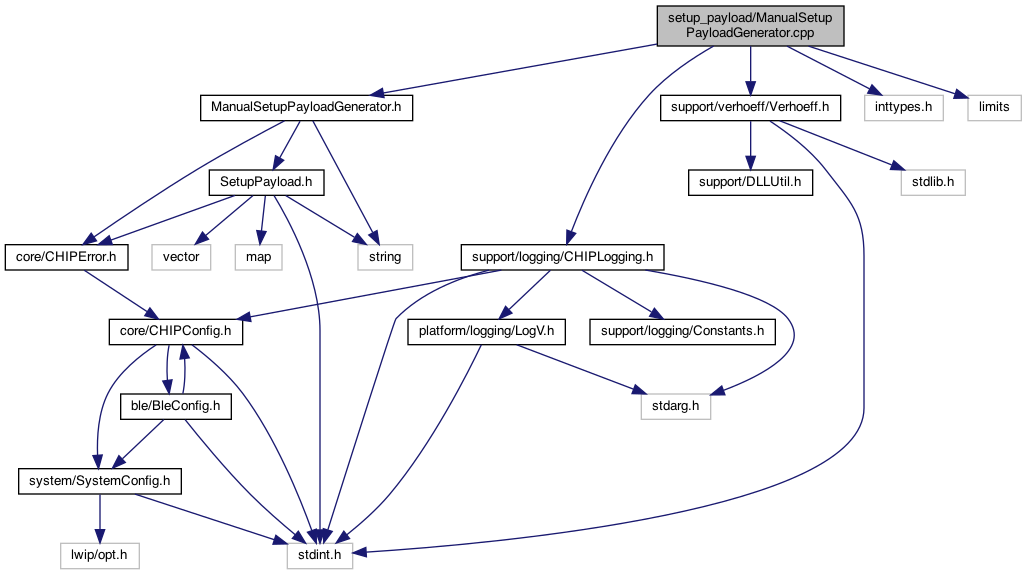 setup_payload/ManualSetup
PayloadGenerator.cpp
ManualSetupPayloadGenerator.h
support/verhoeff/Verhoeff.h
inttypes.h
limits
SetupPayload.h
support/DLLUtil.h
stdlib.h
core/CHIPError.h
vector
map
string
support/logging/CHIPLogging.h
core/CHIPConfig.h
platform/logging/LogV.h
support/logging/Constants.h
ble/BleConfig.h
stdarg.h
system/SystemConfig.h
lwip/opt.h
stdint.h